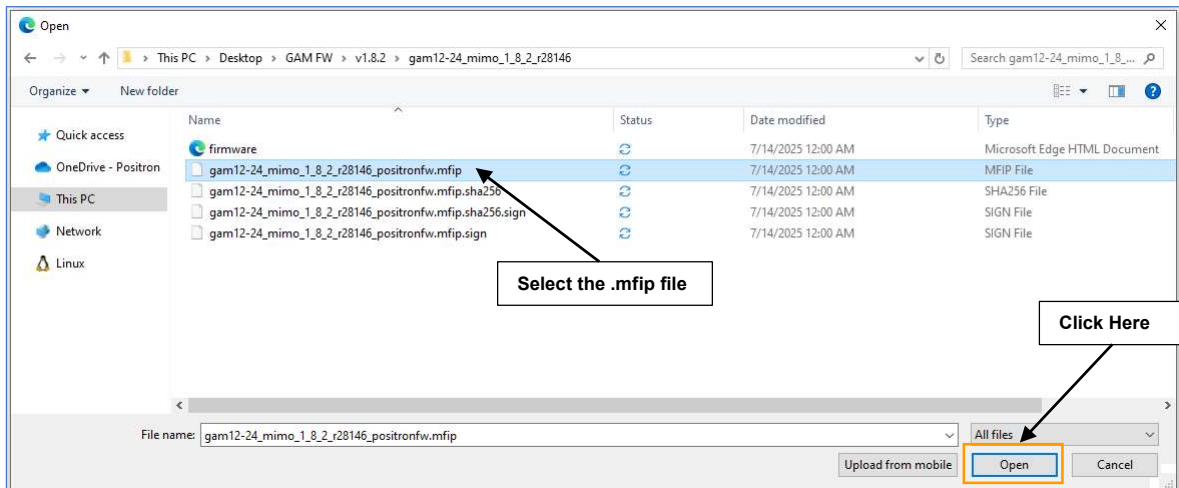 Open
This PC > Desktop > GAM FW > v1.8.2 > gam12-24_mimo_1_8_2_r28146
Search gam12-24_mimo_1_8_...
Organize
New folder
Name Status Date modified Type
Quick access
OneDrive - Positron
This PC
Network
Linux
firmware 7/14/2025 12:00 AM Microsoft Edge HTML Document
gam12-24_mimo_1_8_2_r28146_positronfw.mfip 7/14/2025 12:00 AM MFIP File
gam12-24_mimo_1_8_2_r28146_positronfw.mfip.sha256 7/14/2025 12:00 AM SHA256 File
gam12-24_mimo_1_8_2_r28146_positronfw.mfip.sha256.sign 7/14/2025 12:00 AM SIGN File
gam12-24_mimo_1_8_2_r28146_positronfw.mfip.sign 7/14/2025 12:00 AM SIGN File
Select the .mfip file
Click Here
File name: gam12-24_mimo_1_8_2_r28146_positronfw.mfip
All files
Upload from mobile
Open
Cancel